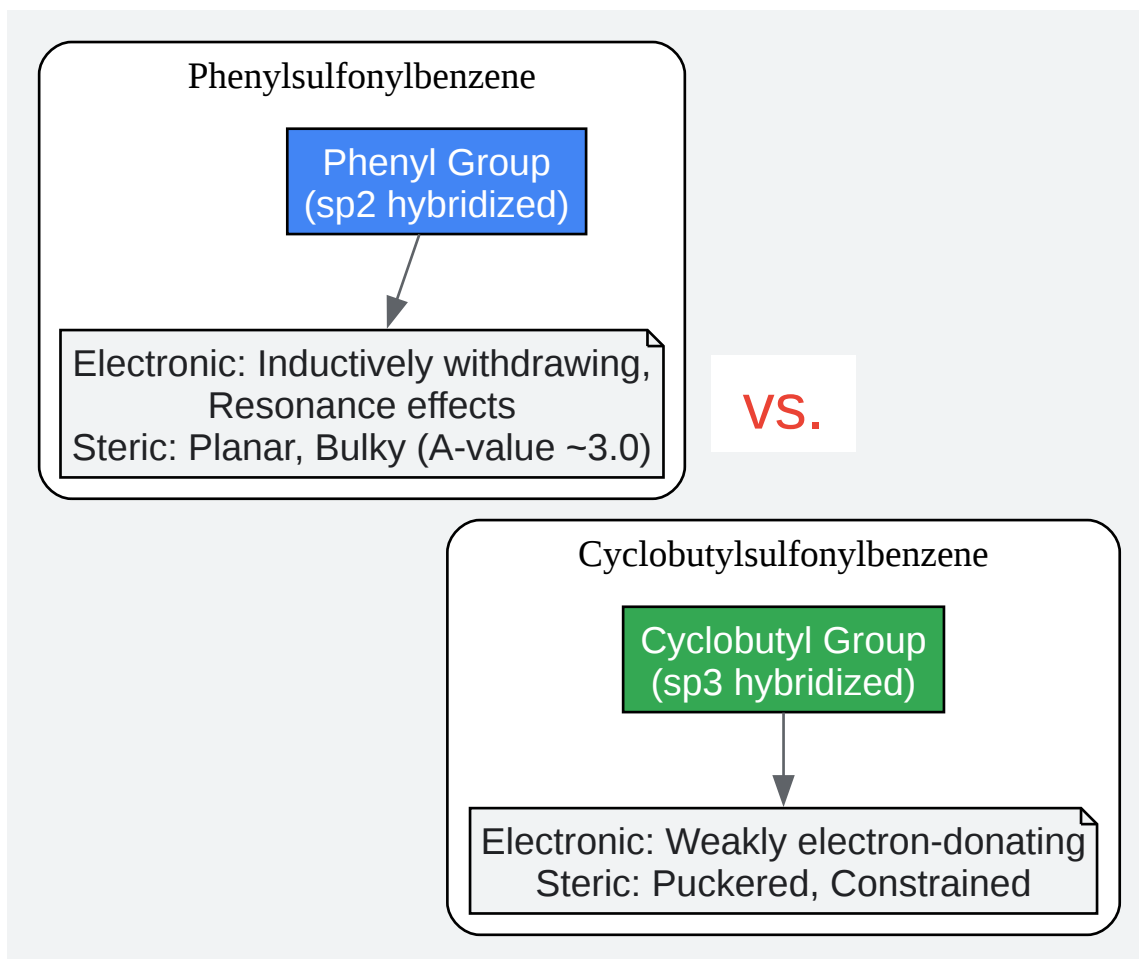 Phenylsulfonylbenzene
Phenyl Group
(sp2 hybridized)
Electronic: Inductively withdrawing,
Resonance effects
Steric: Planar, Bulky (A-value ~3.0)
vs.
Cyclobutylsulfonylbenzene
Cyclobutyl Group
(sp3 hybridized)
Electronic: Weakly electron-donating
Steric: Puckered, Constrained